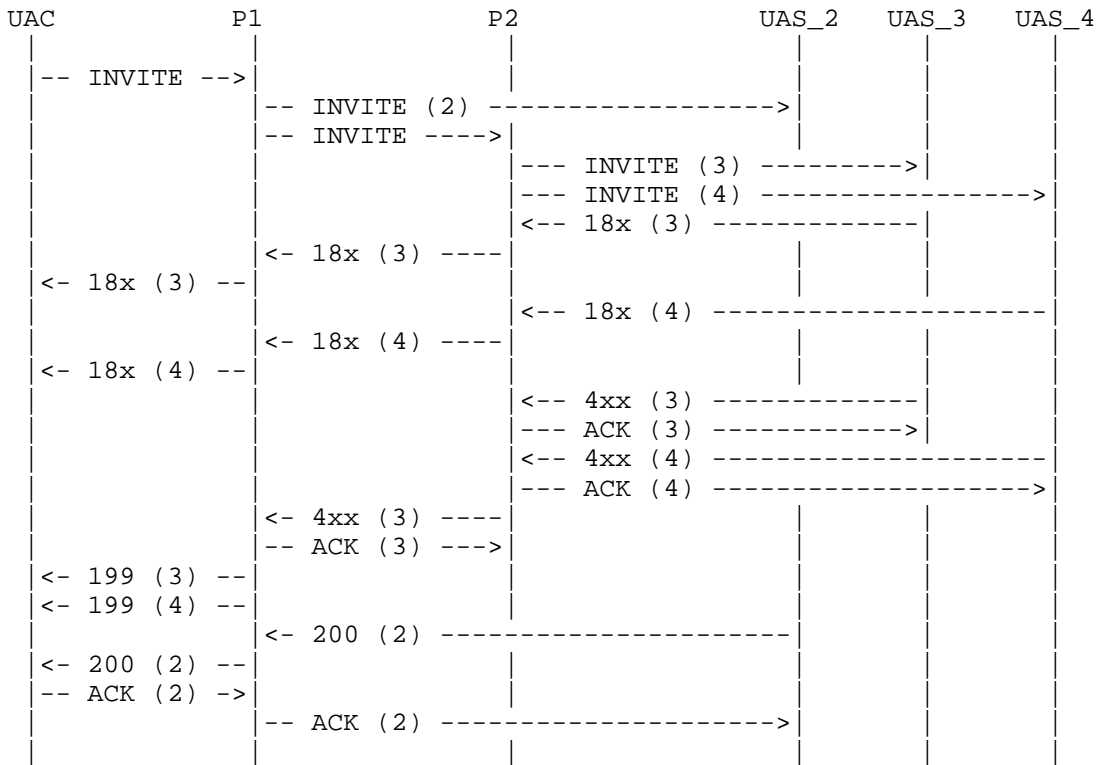 UAC P1 P2 UAS_2 UAS_3 UAS_4
-- INVITE -->
-- INVITE (2) ------------------>
-- INVITE ---->
--- INVITE (3) --------->
--- INVITE (4) ----------------->
<-- 18x (3) -------------
<- 18x (3) ----
<- 18x (3) --
<-- 18x (4) ---------------------
<- 18x (4) ----
<- 18x (4) --
<-- 4xx (3) -------------
--- ACK (3) ------------>
<-- 4xx (4) ---------------------
--- ACK (4) -------------------->
<- 4xx (3) ----
-- ACK (3) --->
<- 199 (3) --
<- 199 (4) --
<- 200 (2) ----------------------
<- 200 (2) --
-- ACK (2) ->
-- ACK (2) --------------------->